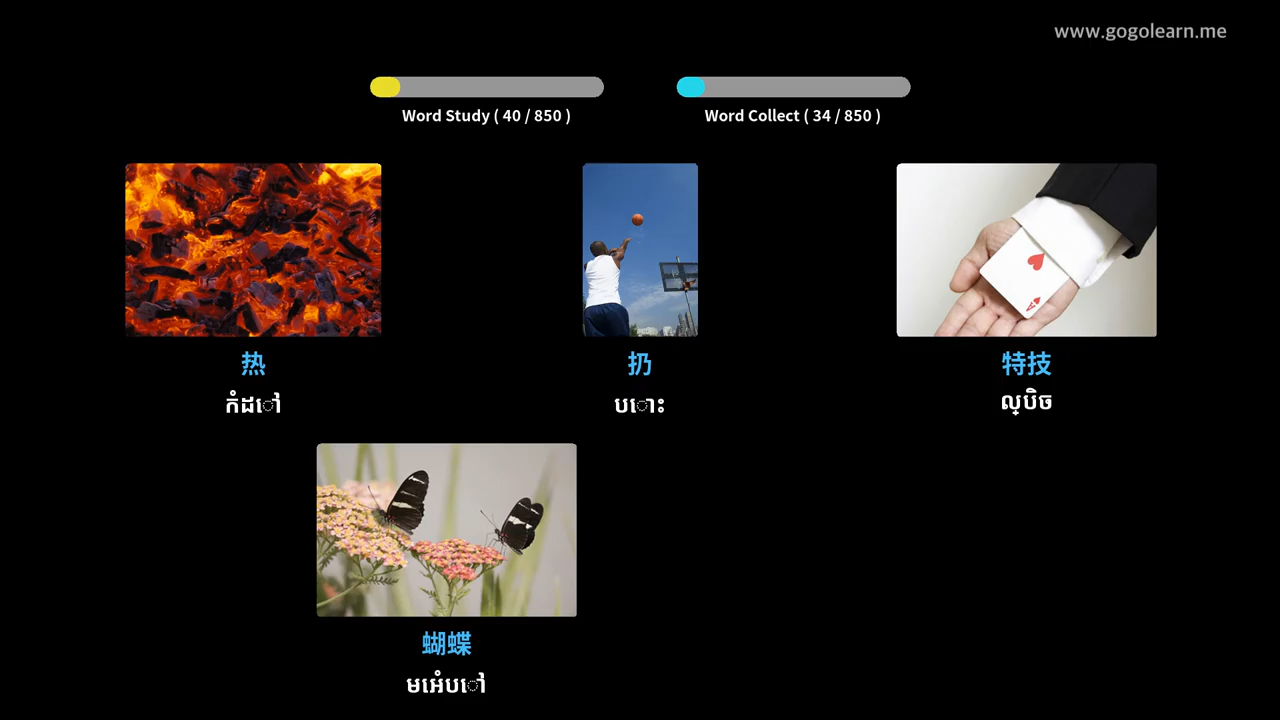 www.gogolearn.me
Word Study ( 40 / 850 )
Word Collect ( 34 / 850 )
热
扔
特技
កំដៅ
បោះ
ល្បិច
蝴蝶
មអេំបៅ